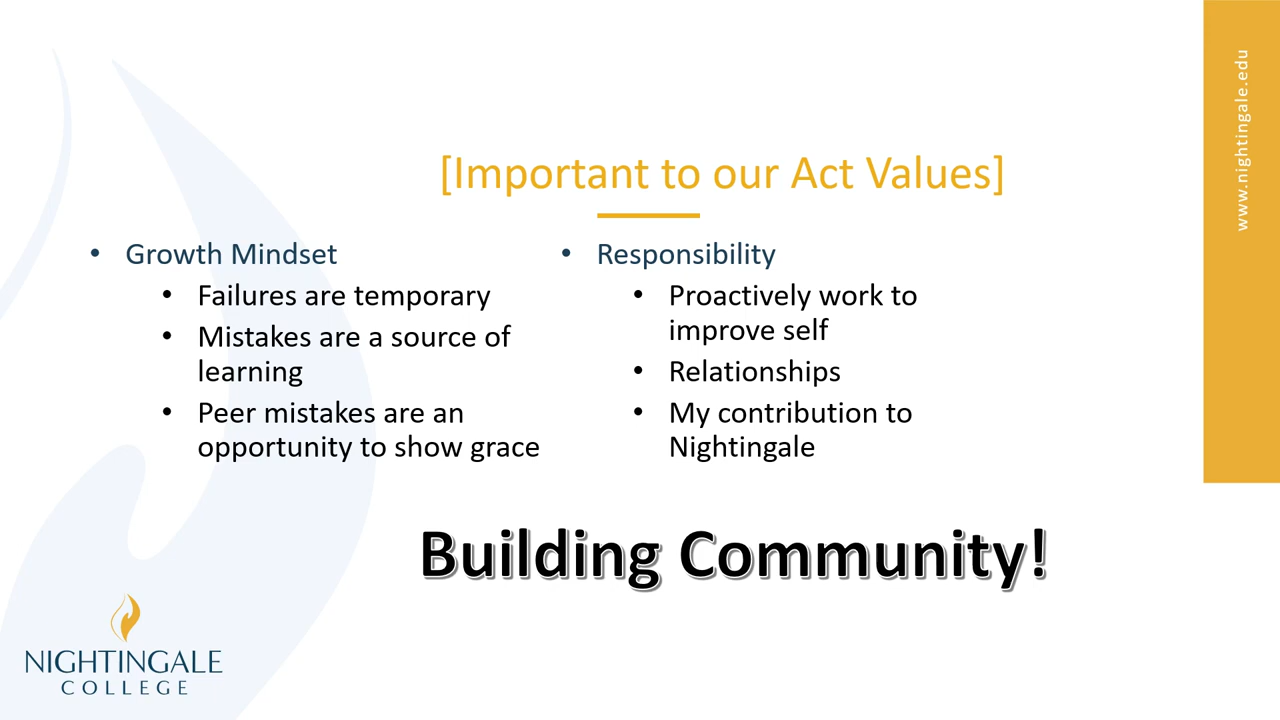 [Important to our Act Values]
• Growth Mindset
• Failures are temporary
• Mistakes are a source of
learning
• Peer mistakes are an
opportunity to show grace
• Responsibility
• Proactively work to
improve self
• Relationships
• My contribution to
Nightingale
Building Community!
NIGHTINGALE
COLLEGE
www.nightingale.edu